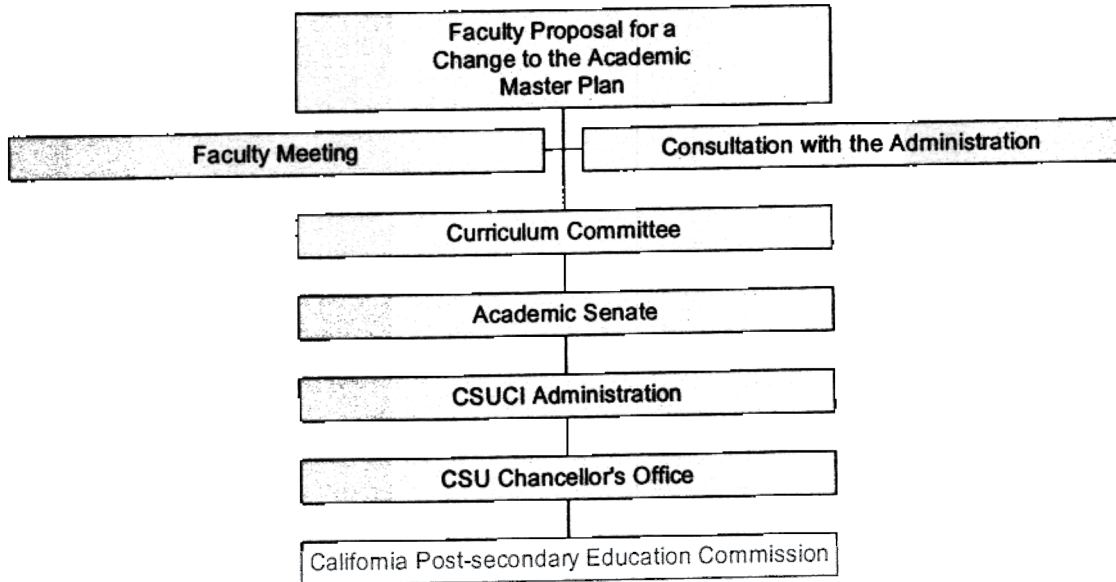 Faculty Proposal for a
Change to the Academic
Master Plan
Faculty Meeting
Consultation with the Administration
Curriculum Committee
Academic Senate
CSUCI Administration
CSU Chancellor's Office
California Post-secondary Education Commission